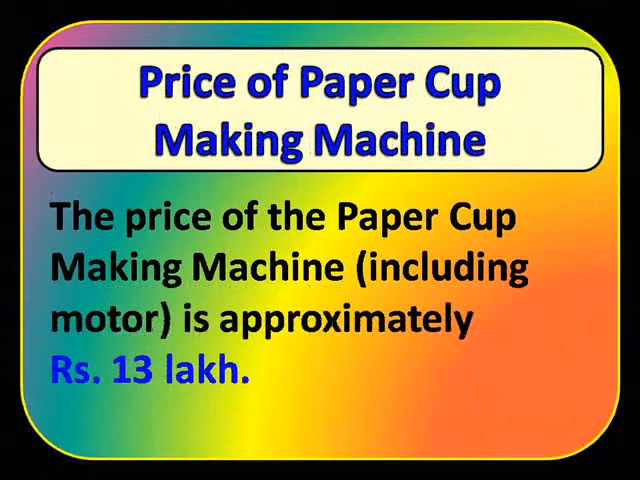 Price of Paper Cup
Making Machine
The price of the Paper Cup
Making Machine (including
motor) is approximately
Rs. 13 lakh.